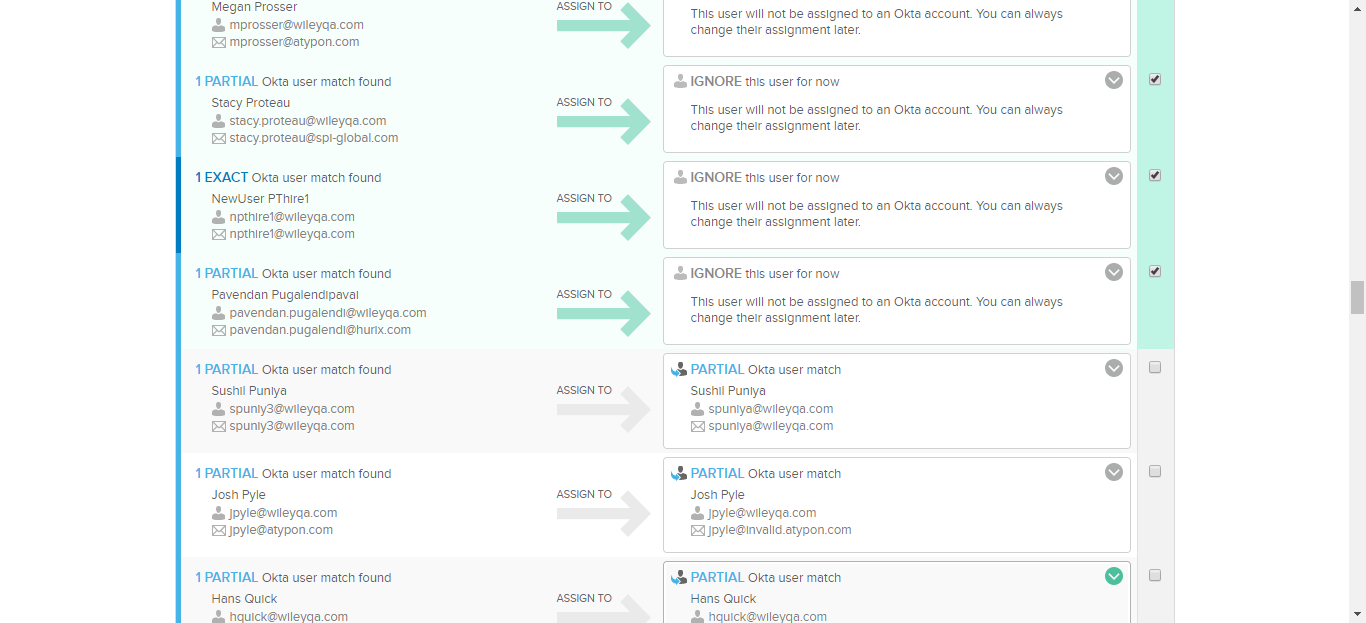 Megan Prosser
mprosser@wileyqa.com
mprosser@atypon.com
ASSIGN TO
This user will not be assigned to an Okta account. You can always
change their assignment later.
1 PARTIAL Okta user match found
Stacy Proteau
stacy.proteau@wileyqa.com
stacy.proteau@spi-global.com
ASSIGN TO
IGNORE this user for now
This user will not be assigned to an Okta account. You can always
change their assignment later.
1 EXACT Okta user match found
NewUser PThire1
npthire1@wileyqa.com
npthire1@wileyqa.com
ASSIGN TO
IGNORE this user for now
This user will not be assigned to an Okta account. You can always
change their assignment later.
1 PARTIAL Okta user match found
Pavendan Pugalendipavai
pavendan.pugalendi@wileyqa.com
pavendan.pugalendi@hurix.com
ASSIGN TO
IGNORE this user for now
This user will not be assigned to an Okta account. You can always
change their assignment later.
1 PARTIAL Okta user match found
Sushil Puniya
spuniy3@wileyqa.com
spuniy3@wileyqa.com
ASSIGN TO
PARTIAL Okta user match
Sushil Puniya
spuniya@wileyqa.com
spuniya@wileyqa.com
1 PARTIAL Okta user match found
Josh Pyle
jpyle@wileyqa.com
jpyle@atypon.com
ASSIGN TO
PARTIAL Okta user match
Josh Pyle
jpyle@wileyqa.com
jpyle@invalid.atypon.com
1 PARTIAL Okta user match found
Hans Quick
hquick@wileyqa.com
ASSIGN TO
PARTIAL Okta user match
Hans Quick
hquick@wileyqa.com